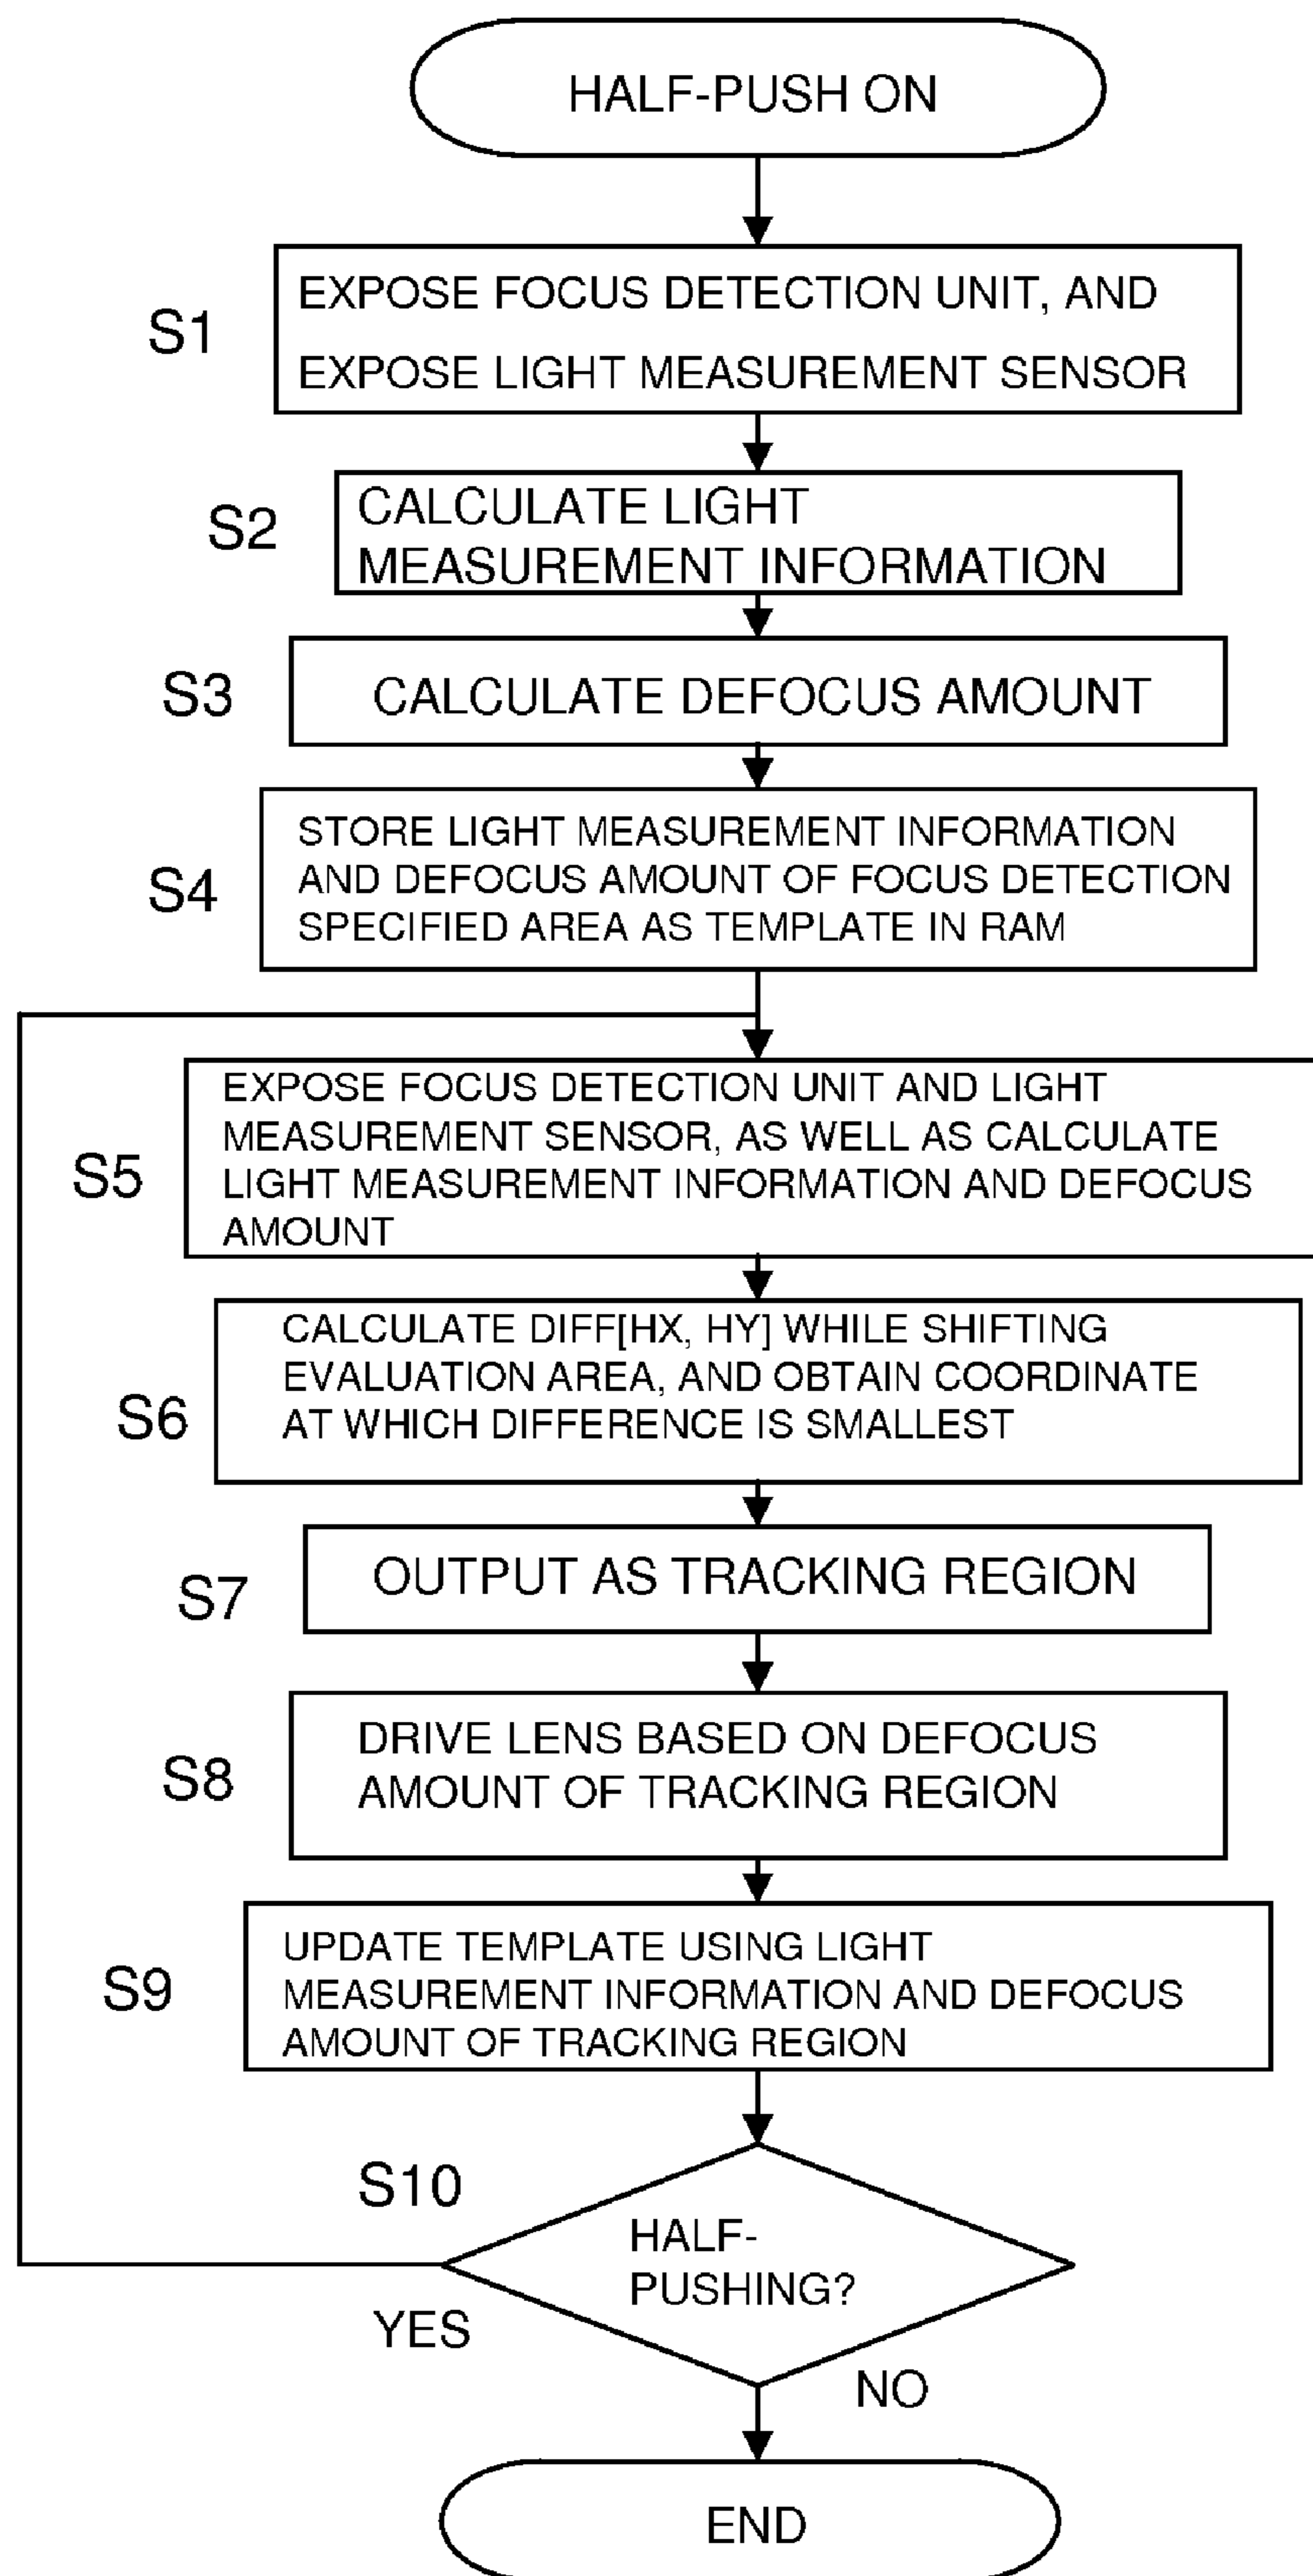 HALF-PUSH ON
S1
EXPOSE FOCUS DETECTION UNIT, AND
EXPOSE LIGHT MEASUREMENT SENSOR
S2
CALCULATE LIGHT
MEASUREMENT INFORMATION
S3
CALCULATE DEFOCUS AMOUNT
S4
STORE LIGHT MEASUREMENT INFORMATION
AND DEFOCUS AMOUNT OF FOCUS DETECTION
SPECIFIED AREA AS TEMPLATE IN RAM
S5
EXPOSE FOCUS DETECTION UNIT AND LIGHT
MEASUREMENT SENSOR, AS WELL AS CALCULATE
LIGHT MEASUREMENT INFORMATION AND DEFOCUS
AMOUNT
S6
CALCULATE DIFF[HX, HY] WHILE SHIFTING
EVALUATION AREA, AND OBTAIN COORDINATE
AT WHICH DIFFERENCE IS SMALLEST
S7
OUTPUT AS TRACKING REGION
S8
DRIVE LENS BASED ON DEFOCUS
AMOUNT OF TRACKING REGION
S9
UPDATE TEMPLATE USING LIGHT
MEASUREMENT INFORMATION AND DEFOCUS
AMOUNT OF TRACKING REGION
S10
HALF-
PUSHING?
YES
NO
END